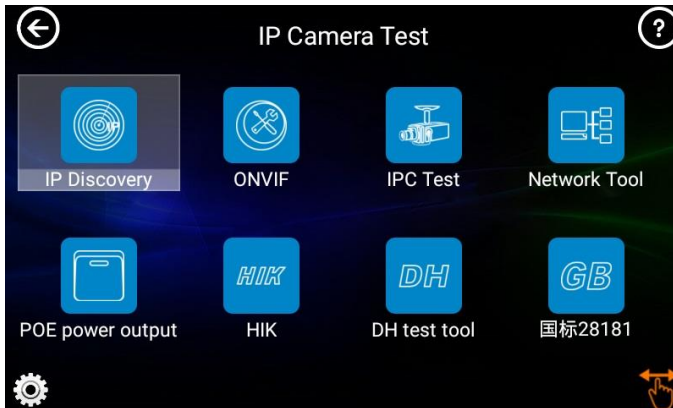 IP Camera Test
?
IP
IP Discovery
ONVIF
IPC Test
Network Tool
HIK
DH
GB
POE power output
HIK
DH test tool
国标28181